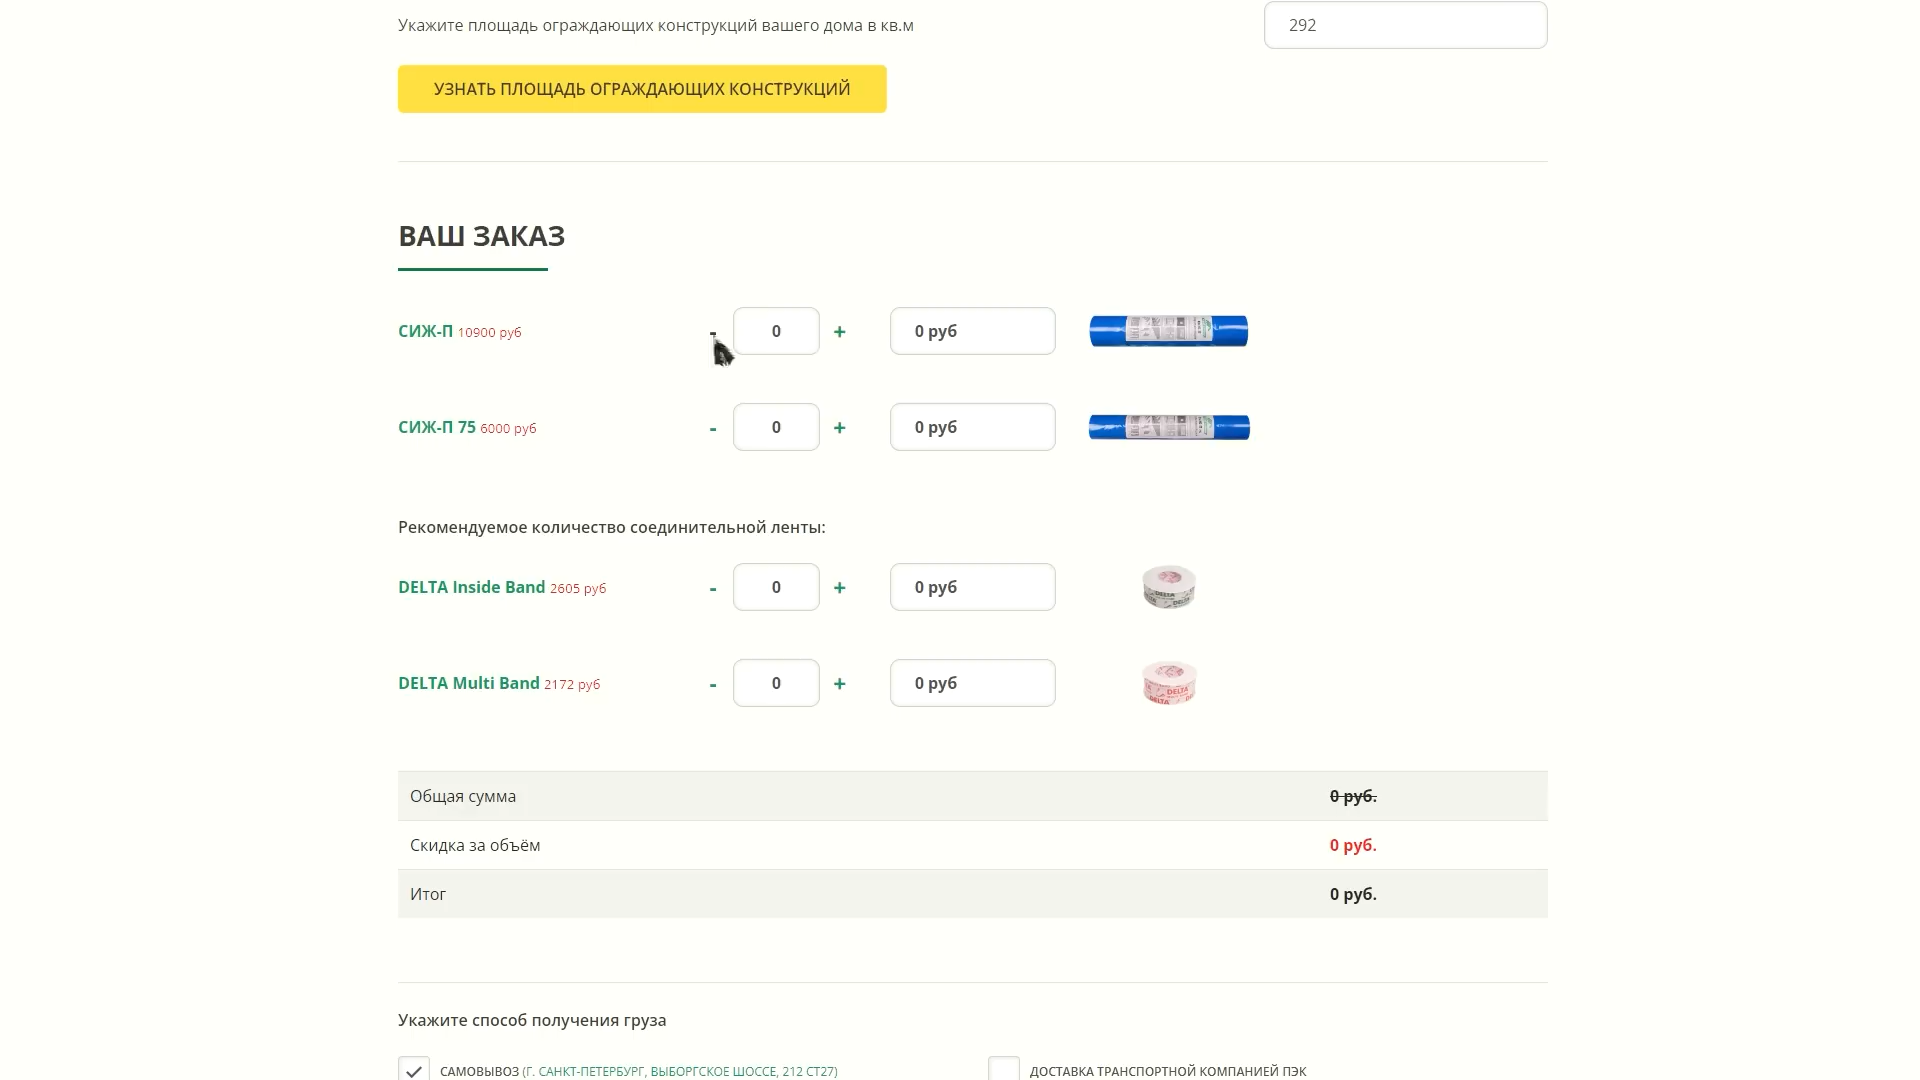 Укажите площадь ограждающих конструкций вашего дома в кв.м
292
УЗНАТЬ ПЛОЩАДЬ ОГРАЖДАЮЩИХ КОНСТРУКЦИЙ
ВАШ ЗАКАЗ
СИЖ-П 10900 руб - 0 + 0 руб
СИЖ-П 75 6000 руб - 0 + 0 руб
Рекомендуемое количество соединительной ленты:
DELTA Inside Band 2605 руб - 0 + 0 руб
DELTA
DELTA Multi Band 2172 руб - 0 + 0 руб
DELTA
Общая сумма 0 руб.
Скидка за объём 0 руб.
Итог 0 руб.
Укажите способ получения груза
САМОВЫВОЗ (Г. САНКТ-ПЕТЕРБУРГ, ВЫБОРГСКОЕ ШОССЕ, 212 СТ27)
ДОСТАВКА ТРАНСПОРТНОЙ КОМПАНИЕЙ ПЭК